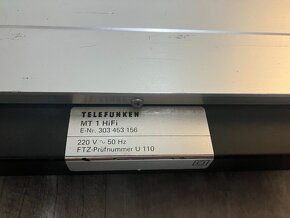 TELEFUNKEN
MT 1 HiFi
E-Nr. 303 453 156
220 V ~ 50 Hz
FTZ-Prüfnummer U 110